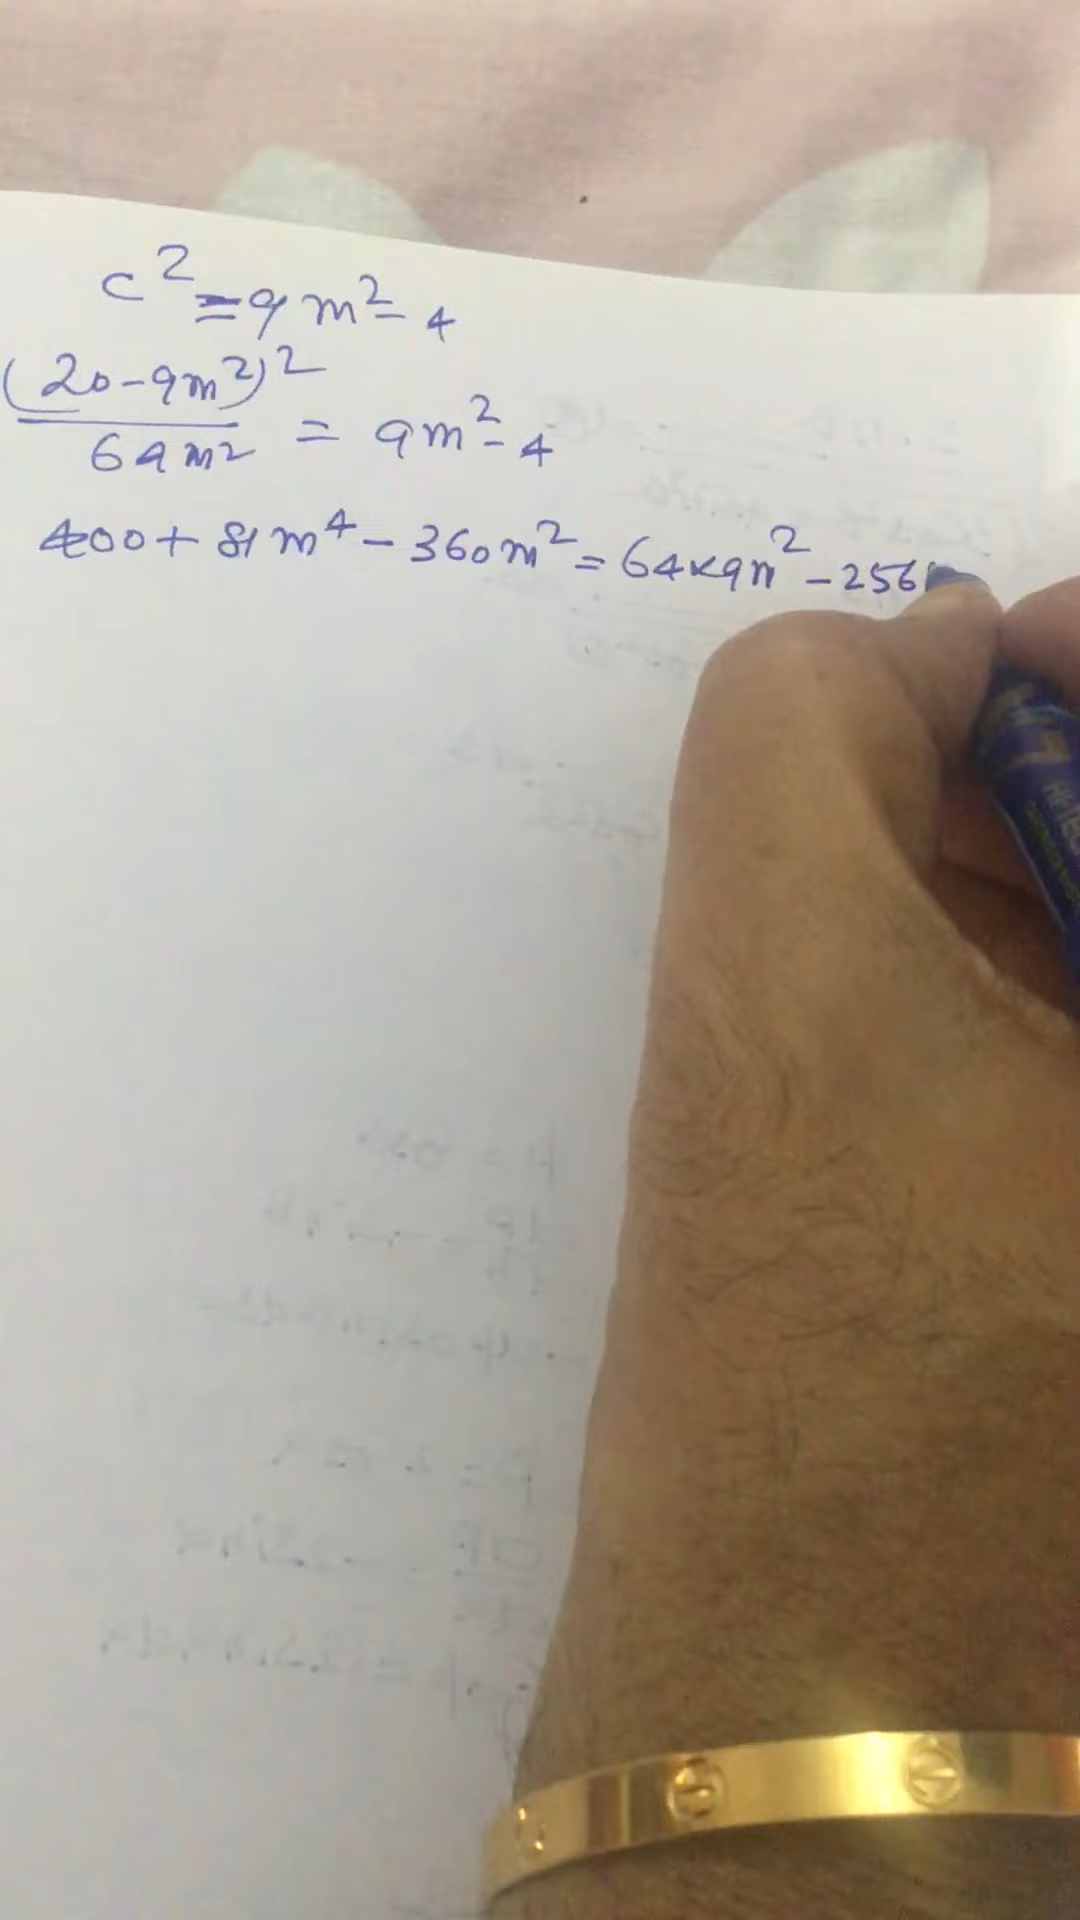 c² = 9m² - 4
(20 - 9m²)² / 64m² = 9m² - 4
400 + 81m⁴ - 360m² = 64×9m² - 256